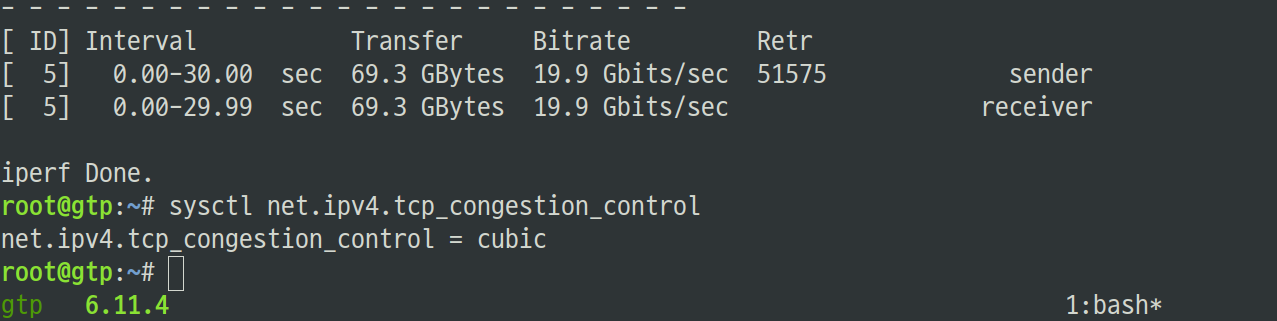 - - - - - - - - - - - - - - - - - - - - - - - - -
[ ID] Interval           Transfer     Bitrate         Retr
[  5]   0.00-30.00  sec  69.3 GBytes  19.9 Gbits/sec  51575             sender
[  5]   0.00-29.99  sec  69.3 GBytes  19.9 Gbits/sec                  receiver
iperf Done.
root@gtp:~# sysctl net.ipv4.tcp_congestion_control
net.ipv4.tcp_congestion_control = cubic
root@gtp:~#
gtp   6.11.4                                                                1:bash*